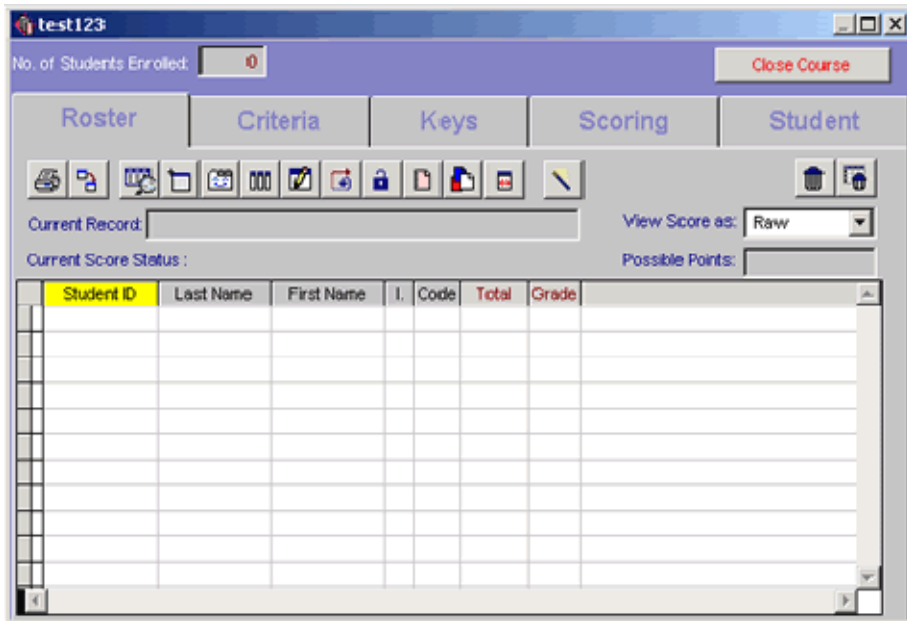 test123
No. of Students Enrolled: 0
Close Course
Roster Criteria Keys Scoring Student
Current Record: View Score as: Raw
Current Score Status : Possible Points:
Student ID Last Name First Name I. Code Total Grade